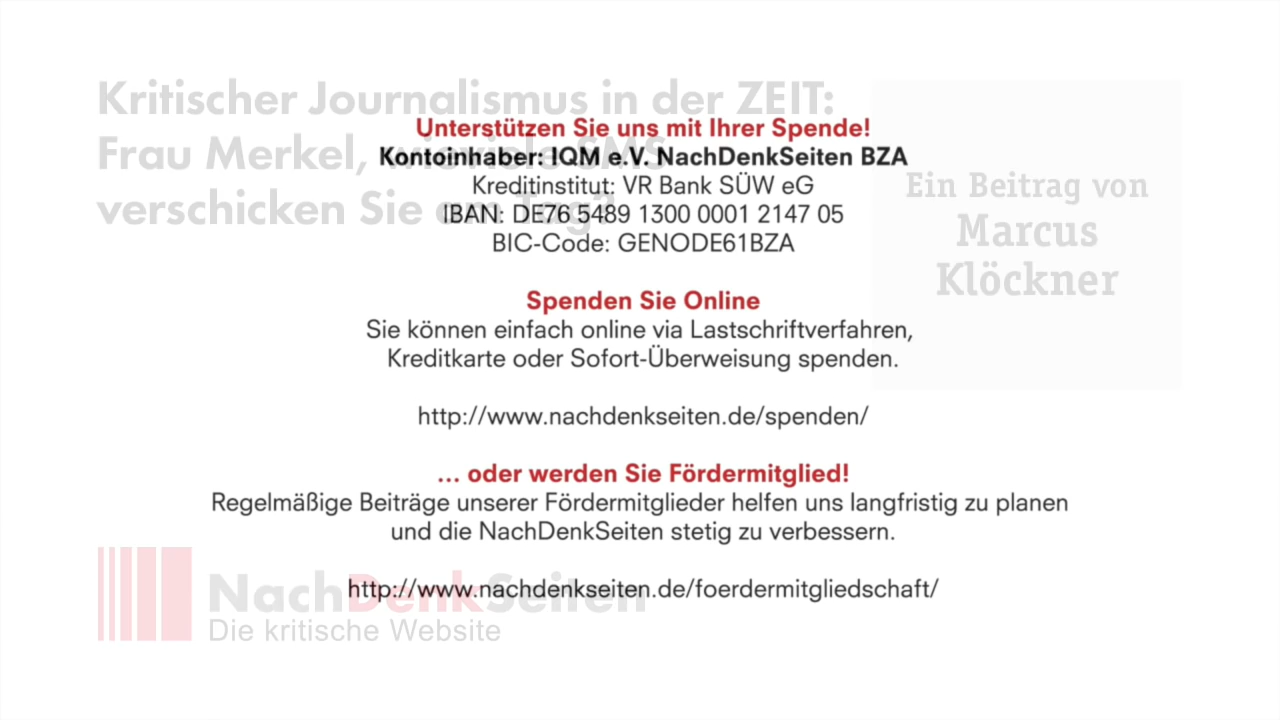 Kritischer Journalismus in der ZEIT:
Frau Merkel, wieviele SMS
verschicken Sie am Tag?
Ein Beitrag von
Marcus
Klöckner
Unterstützen Sie uns mit Ihrer Spende!
Kontoinhaber: IQM e.V. NachDenkSeiten BZA
Kreditinstitut: VR Bank SÜW eG
IBAN: DE76 5489 1300 0001 2147 05
BIC-Code: GENODE61BZA
Spenden Sie Online
Sie können einfach online via Lastschriftverfahren,
Kreditkarte oder Sofort-Überweisung spenden.
http://www.nachdenkseiten.de/spenden/
... oder werden Sie Fördermitglied!
Regelmäßige Beiträge unserer Fördermitglieder helfen uns langfristig zu planen
und die NachDenkSeiten stetig zu verbessern.
http://www.nachdenkseiten.de/foerdermitgliedschaft/
NachDenkSeiten
Die kritische Website